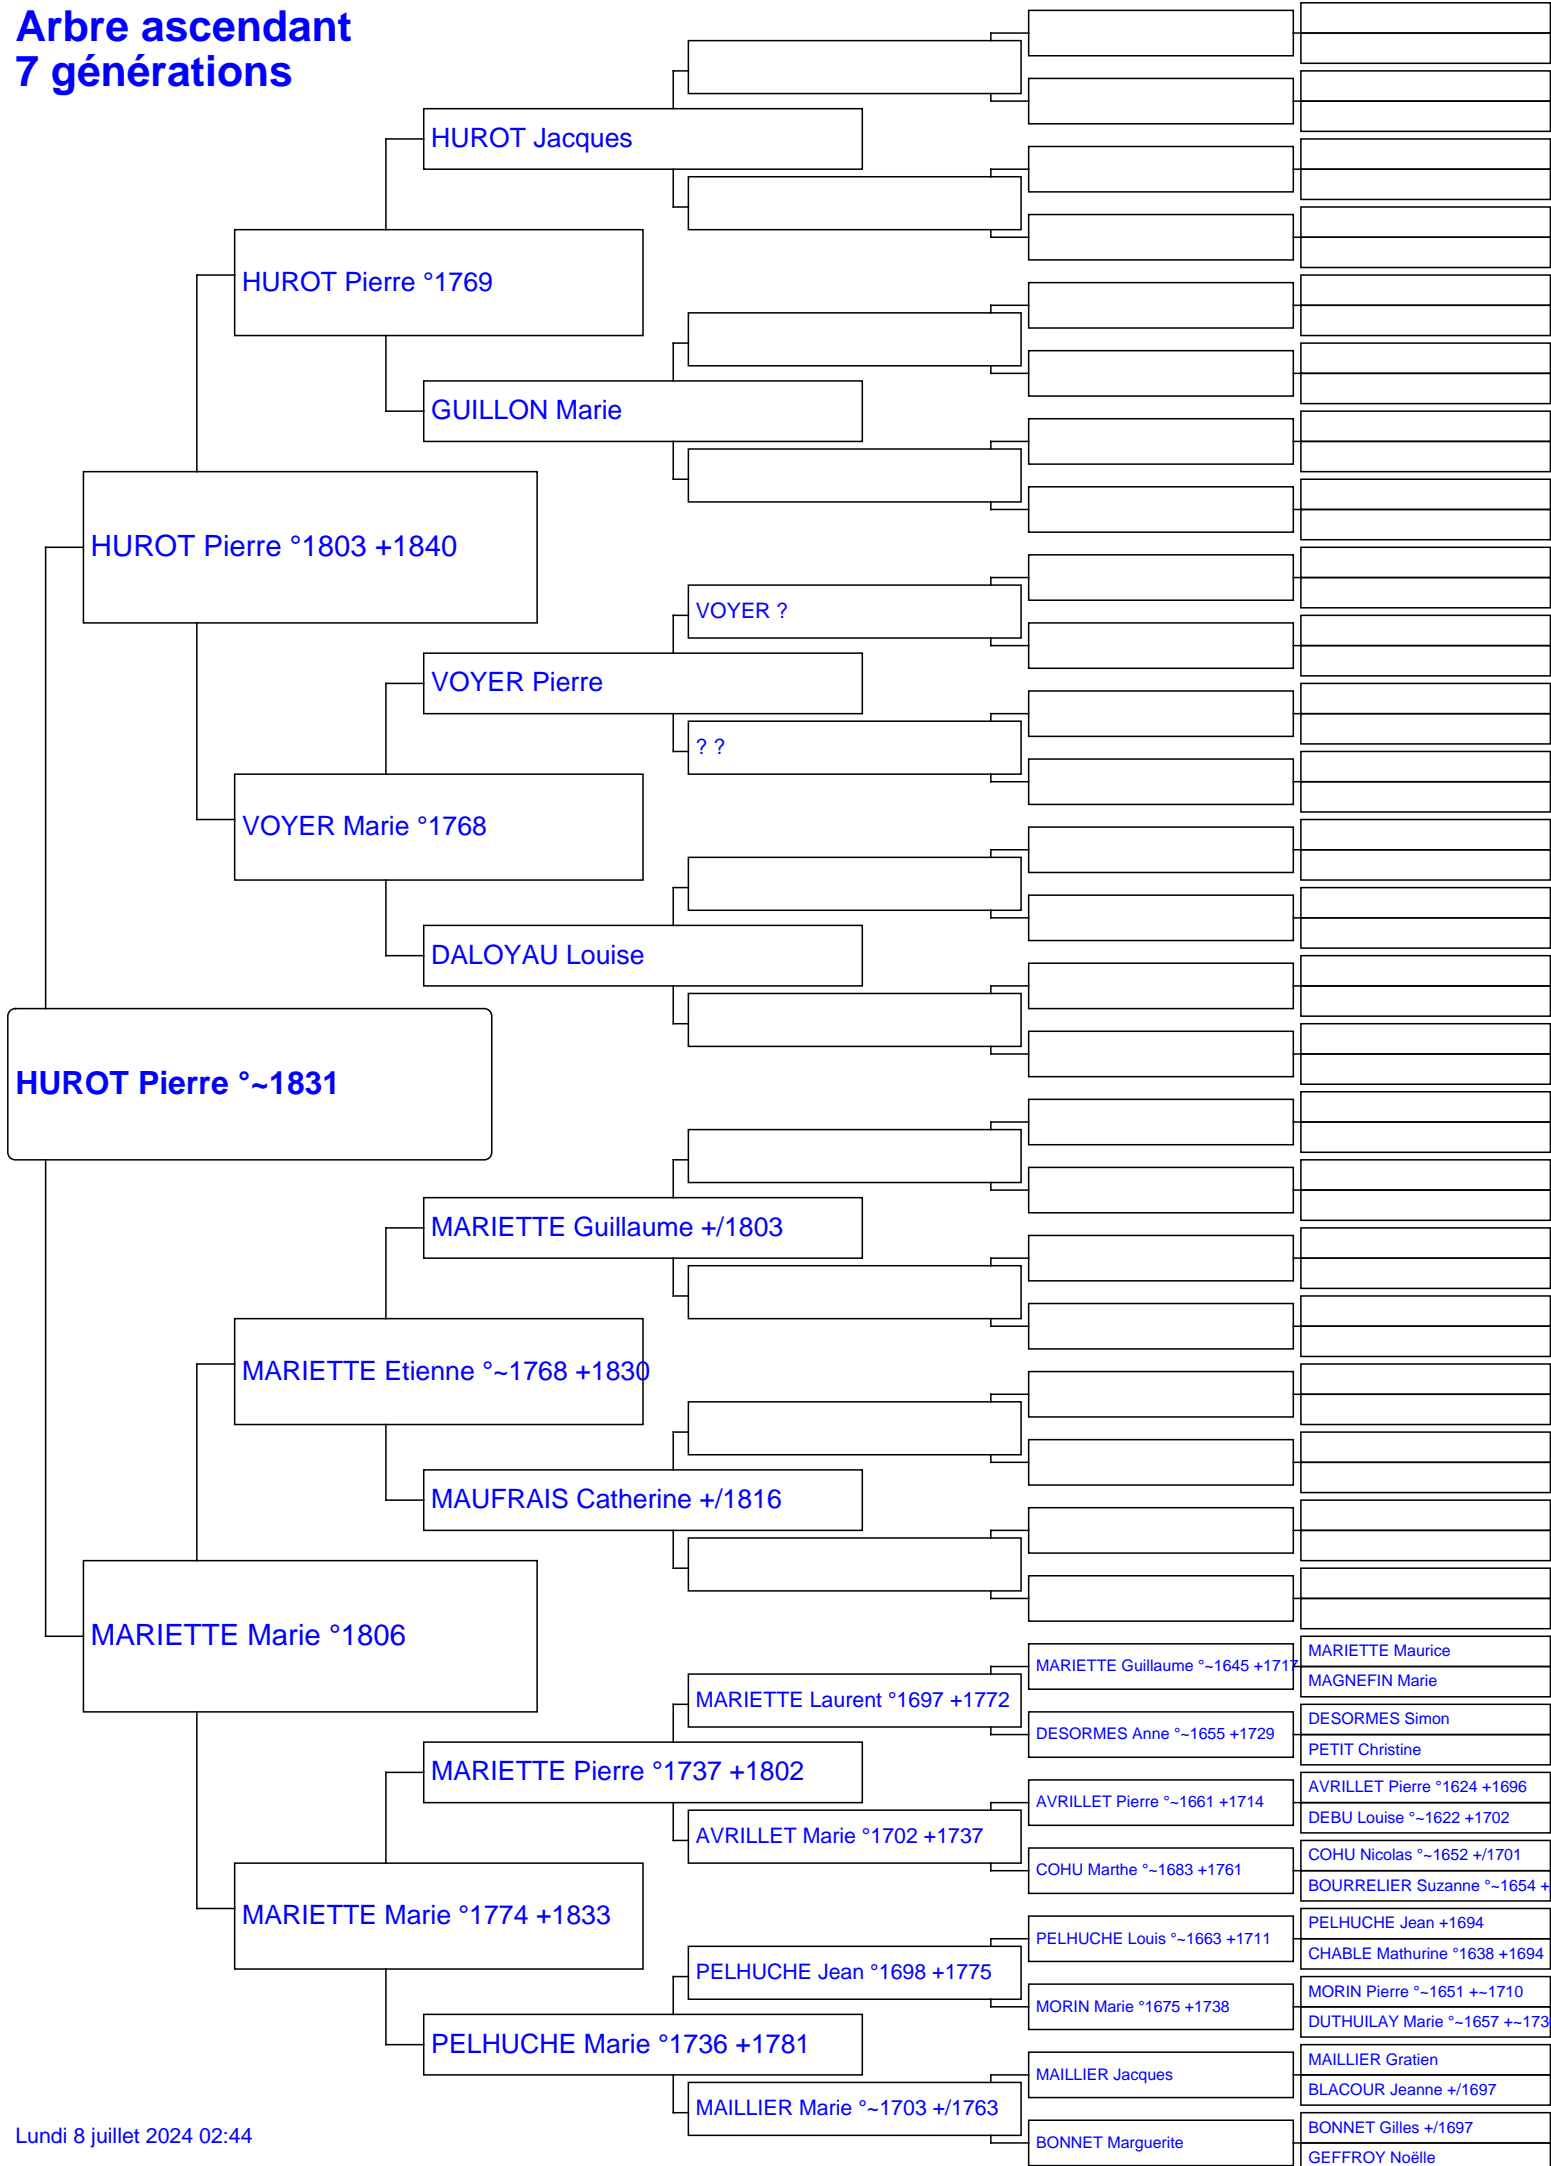 Arbre ascendant
7 générations
HUROT Jacques
HUROT Pierre °1769
GUILLON Marie
HUROT Pierre °1803 +1840
VOYER ?
VOYER Pierre
? ?
VOYER Marie °1768
DALOYAU Louise
HUROT Pierre °~1831
MARIETTE Guillaume +/1803
MARIETTE Etienne °~1768 +1830
MAUFRAIS Catherine +/1816
MARIETTE Marie °1806
MARIETTE Maurice
MARIETTE Guillaume °~1645 +1717
MAGNEFIN Marie
MARIETTE Laurent °1697 +1772
DESORMES Simon
DESORMES Anne °~1655 +1729
PETIT Christine
MARIETTE Pierre °1737 +1802
AVRILLET Pierre °1624 +1696
AVRILLET Pierre °~1661 +1714
DEBU Louise °~1622 +1702
AVRILLET Marie °1702 +1737
COHU Nicolas °~1652 +/1701
COHU Marthe °~1683 +1761
BOURRELIER Suzanne °~1654 +
MARIETTE Marie °1774 +1833
PELHUCHE Jean +1694
PELHUCHE Louis °~1663 +1711
CHABLE Mathurine °1638 +1694
PELHUCHE Jean °1698 +1775
MORIN Pierre °~1651 +~1710
MORIN Marie °1675 +1738
DUTHUILAY Marie °~1657 +~173
PELHUCHE Marie °1736 +1781
MAILLIER Gratien
MAILLIER Jacques
BLACOUR Jeanne +/1697
MAILLIER Marie °~1703 +/1763
BONNET Gilles +/1697
BONNET Marguerite
GEFFROY Noëlle
Lundi 8 juillet 2024 02:44